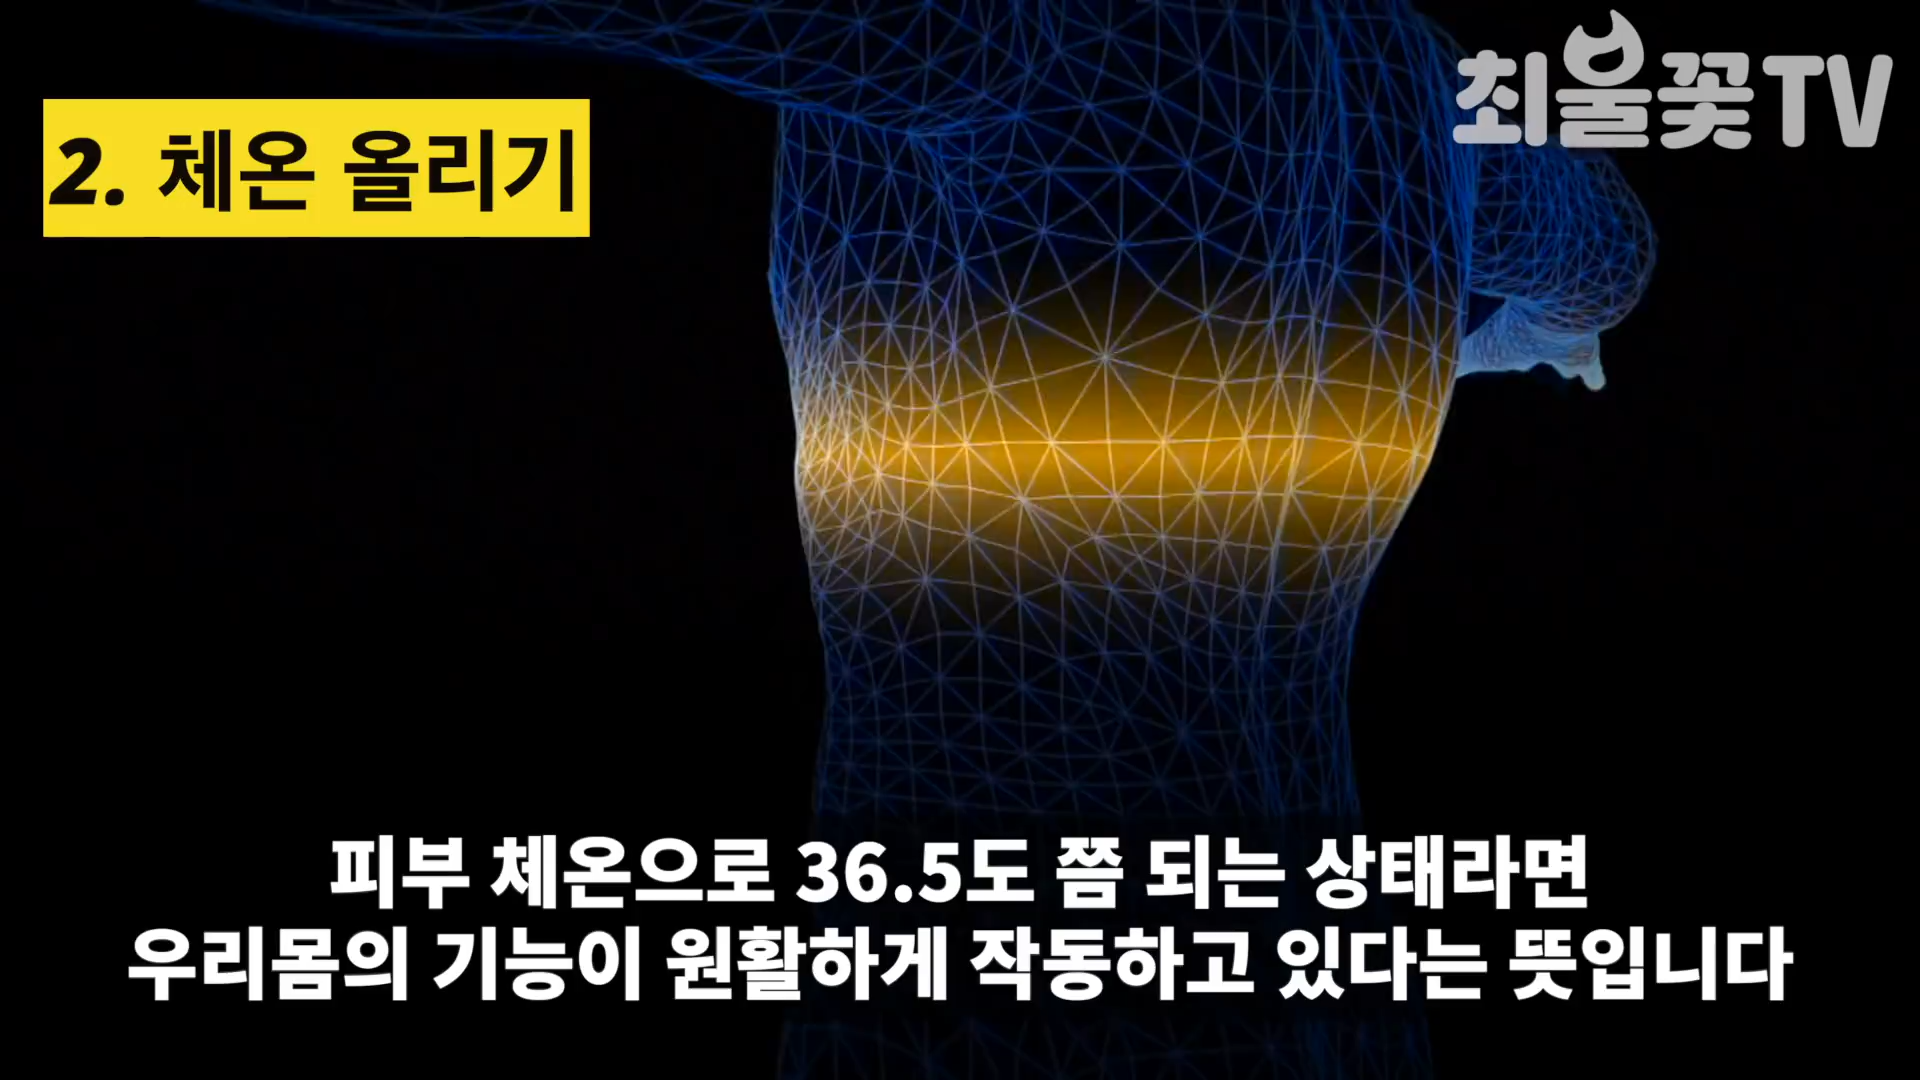 최울꽃TV
2. 체온 올리기
피부 체온으로 36.5도 쯤 되는 상태라면
우리몸의 기능이 원활하게 작동하고 있다는 뜻입니다